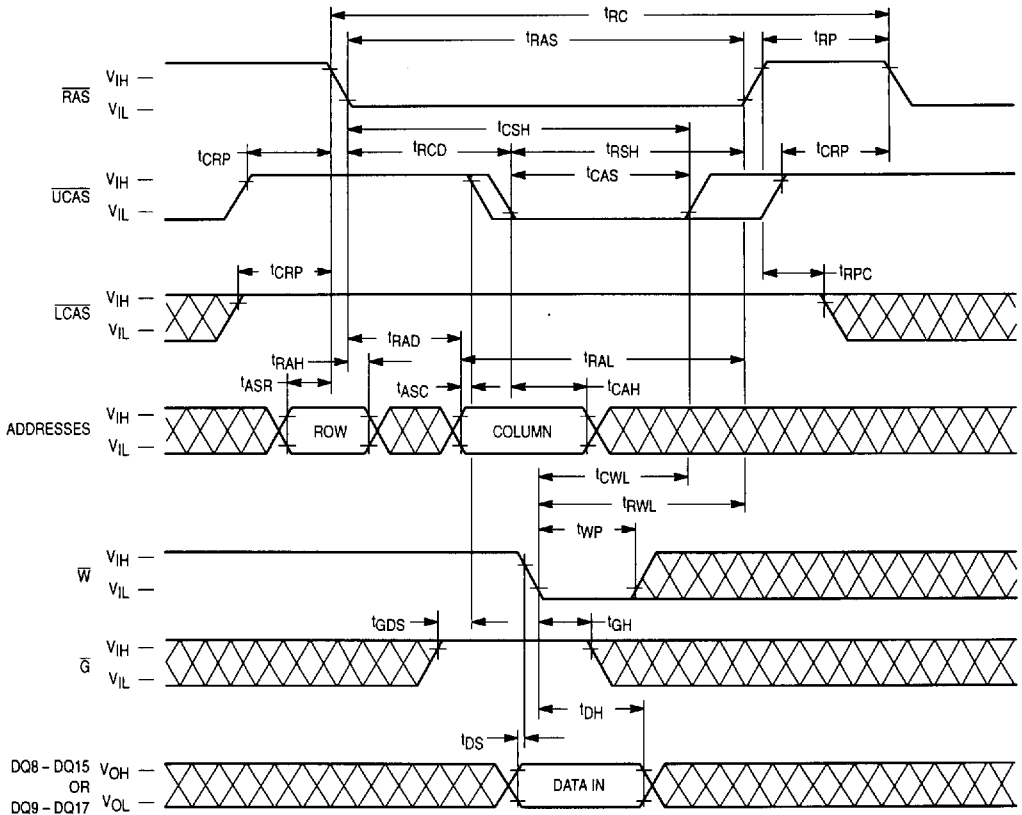 tRC
tRAS
tRP
RAS
VIH
VIL
tCSH
tCRP
tRCD
tRSH
tCRP
tCAS
UCAS
VIH
VIL
tCRP
tRPC
LCAS
VIH
VIL
tRAD
tRAH
tRAL
tASR
tASC
tCAH
ADDRESSES
VIH
VIL
ROW
COLUMN
tCWL
tRWL
tWP
W
VIH
VIL
tGDS
tGH
G
VIH
VIL
tDH
tDS
DQ8 – DQ15
OR
DQ9 – DQ17
VOH
VOL
DATA IN